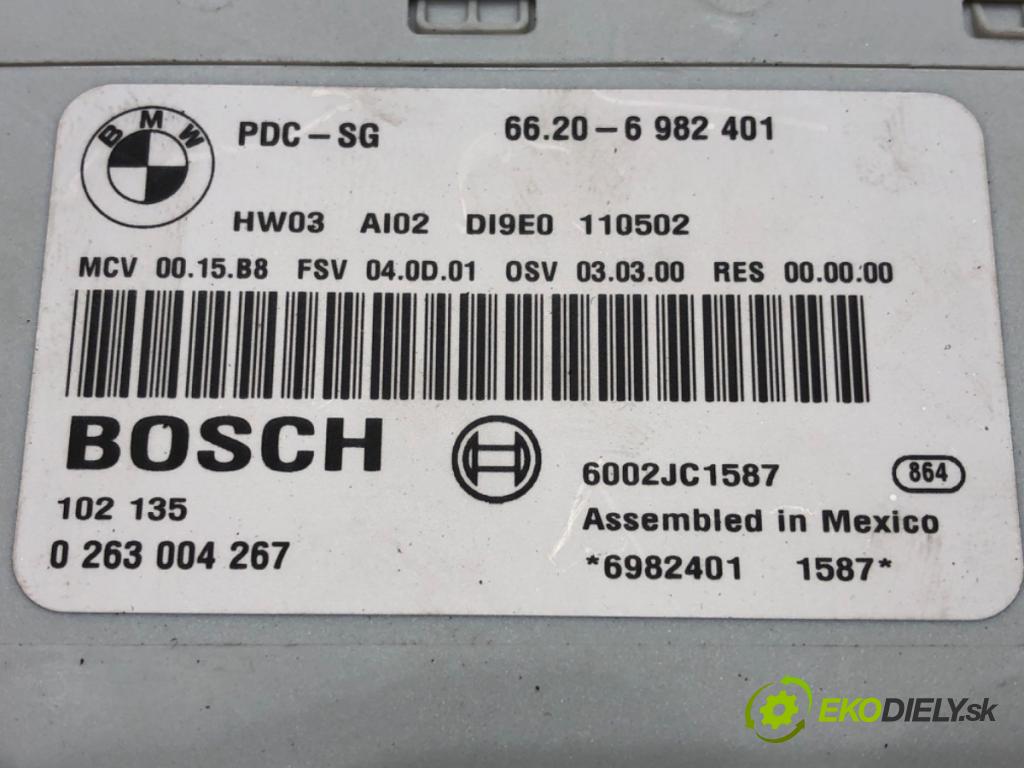 BMW
PDC-SG 66.20-6 982 401
HW03 AI02 DI9E0 110502
MCV 00.15.B8 FSV 04.0D.01 OSV 03.03.00 RES 00.00.00
BOSCH
6002JC1587 864
102 135
Assembled in Mexico
0 263 004 267
*6982401 1587*
EKODIELY.sk